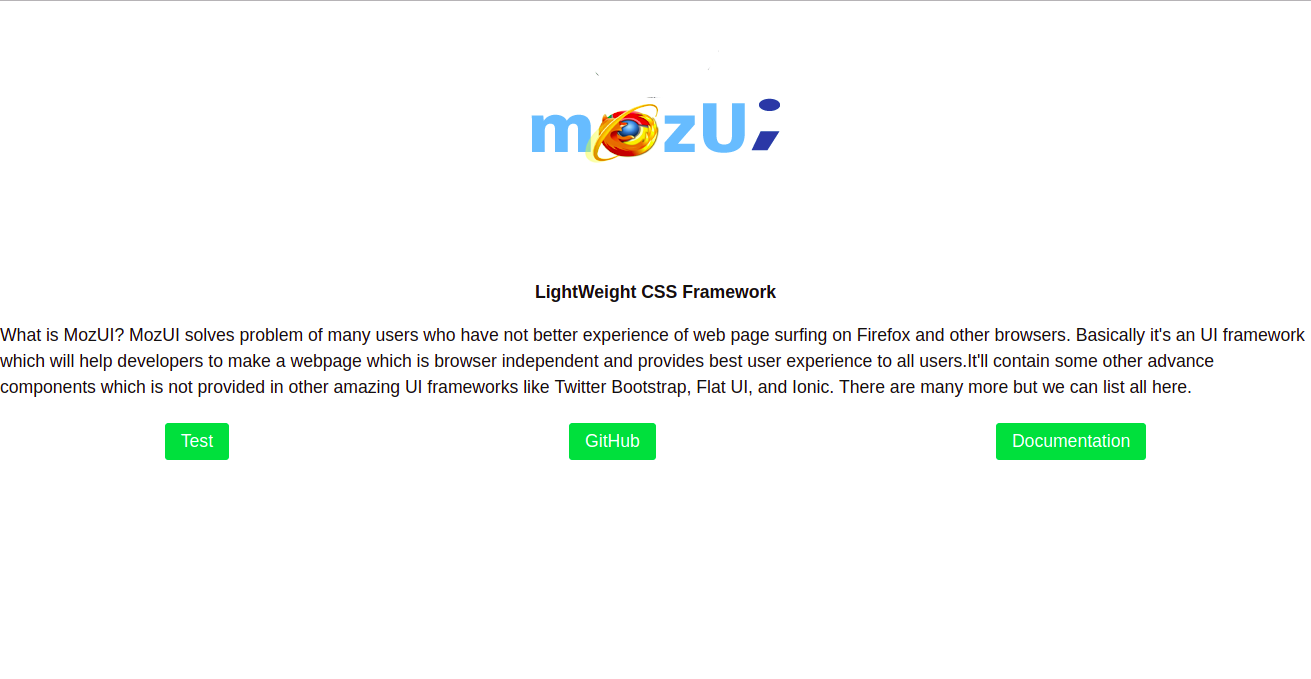 mozUi
LightWeight CSS Framework
What is MozUI? MozUI solves problem of many users who have not better experience of web page surfing on Firefox and other browsers. Basically it's an UI framework
which will help developers to make a webpage which is browser independent and provides best user experience to all users.It'll contain some other advance
components which is not provided in other amazing UI frameworks like Twitter Bootstrap, Flat UI, and Ionic. There are many more but we can list all here.
Test
GitHub
Documentation